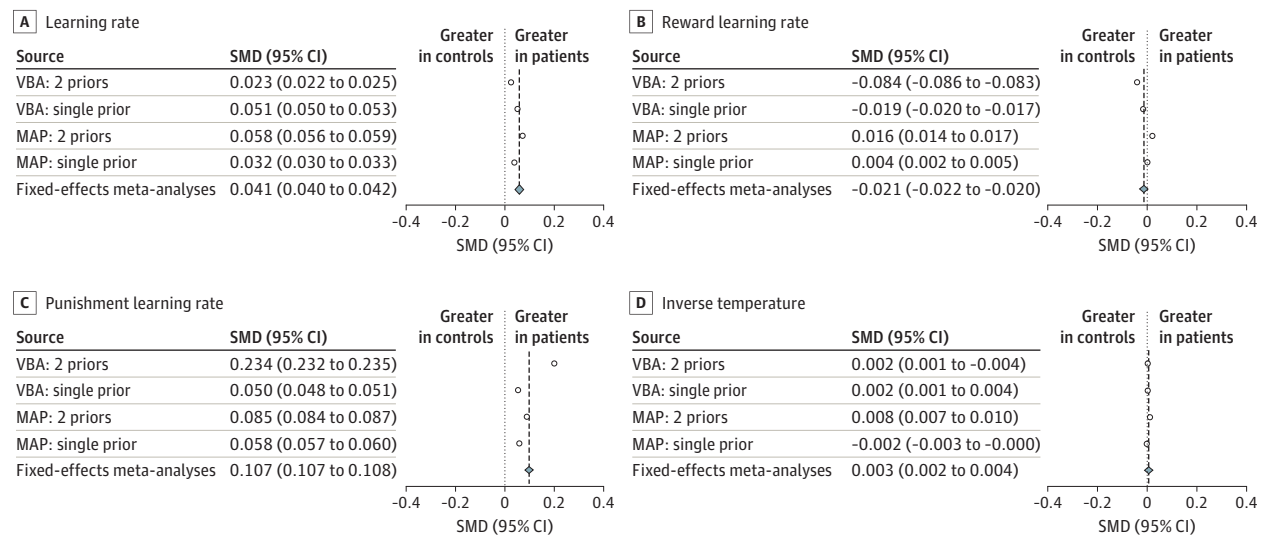 A Learning rate
Greater in controls
Greater in patients
Source SMD (95% CI)
VBA: 2 priors 0.023 (0.022 to 0.025)
VBA: single prior 0.051 (0.050 to 0.053)
MAP: 2 priors 0.058 (0.056 to 0.059)
MAP: single prior 0.032 (0.030 to 0.033)
Fixed-effects meta-analyses 0.041 (0.040 to 0.042)
-0.4 -0.2 0 0.2 0.4
SMD (95% CI)
B Reward learning rate
Greater in controls
Greater in patients
Source SMD (95% CI)
VBA: 2 priors -0.084 (-0.086 to -0.083)
VBA: single prior -0.019 (-0.020 to -0.017)
MAP: 2 priors 0.016 (0.014 to 0.017)
MAP: single prior 0.004 (0.002 to 0.005)
Fixed-effects meta-analyses -0.021 (-0.022 to -0.020)
-0.4 -0.2 0 0.2 0.4
SMD (95% CI)
C Punishment learning rate
Greater in controls
Greater in patients
Source SMD (95% CI)
VBA: 2 priors 0.234 (0.232 to 0.235)
VBA: single prior 0.050 (0.048 to 0.051)
MAP: 2 priors 0.085 (0.084 to 0.087)
MAP: single prior 0.058 (0.057 to 0.060)
Fixed-effects meta-analyses 0.107 (0.107 to 0.108)
-0.4 -0.2 0 0.2 0.4
SMD (95% CI)
D Inverse temperature
Greater in controls
Greater in patients
Source SMD (95% CI)
VBA: 2 priors 0.002 (0.001 to -0.004)
VBA: single prior 0.002 (0.001 to 0.004)
MAP: 2 priors 0.008 (0.007 to 0.010)
MAP: single prior -0.002 (-0.003 to -0.000)
Fixed-effects meta-analyses 0.003 (0.002 to 0.004)
-0.4 -0.2 0 0.2 0.4
SMD (95% CI)